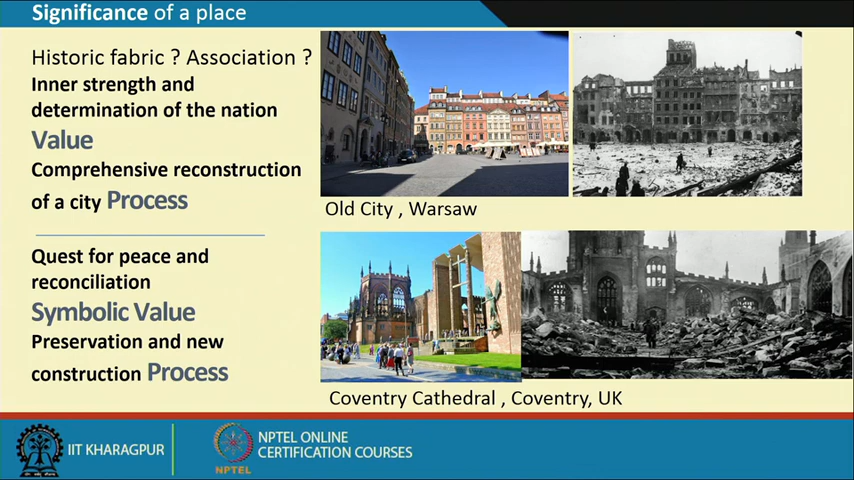 Significance of a place
Historic fabric ? Association ?
Inner strength and
determination of the nation
Value
Comprehensive reconstruction
of a city Process
Old City , Warsaw
Quest for peace and
reconciliation
Symbolic Value
Preservation and new
construction Process
Coventry Cathedral , Coventry, UK
IIT KHARAGPUR
NPTEL
NPTEL ONLINE
CERTIFICATION COURSES